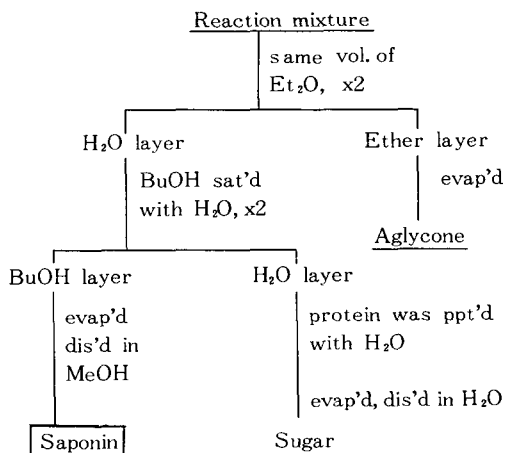 Reaction mixture
same vol. of
Et₂O, x2
H₂O layer
Ether layer
BuOH sat'd
with H₂O, x2
evap'd
Aglycone
BuOH layer
H₂O layer
evap'd
dis'd in
MeOH
protein was ppt'd
with H₂O
evap'd, dis'd in H₂O
Saponin
Sugar